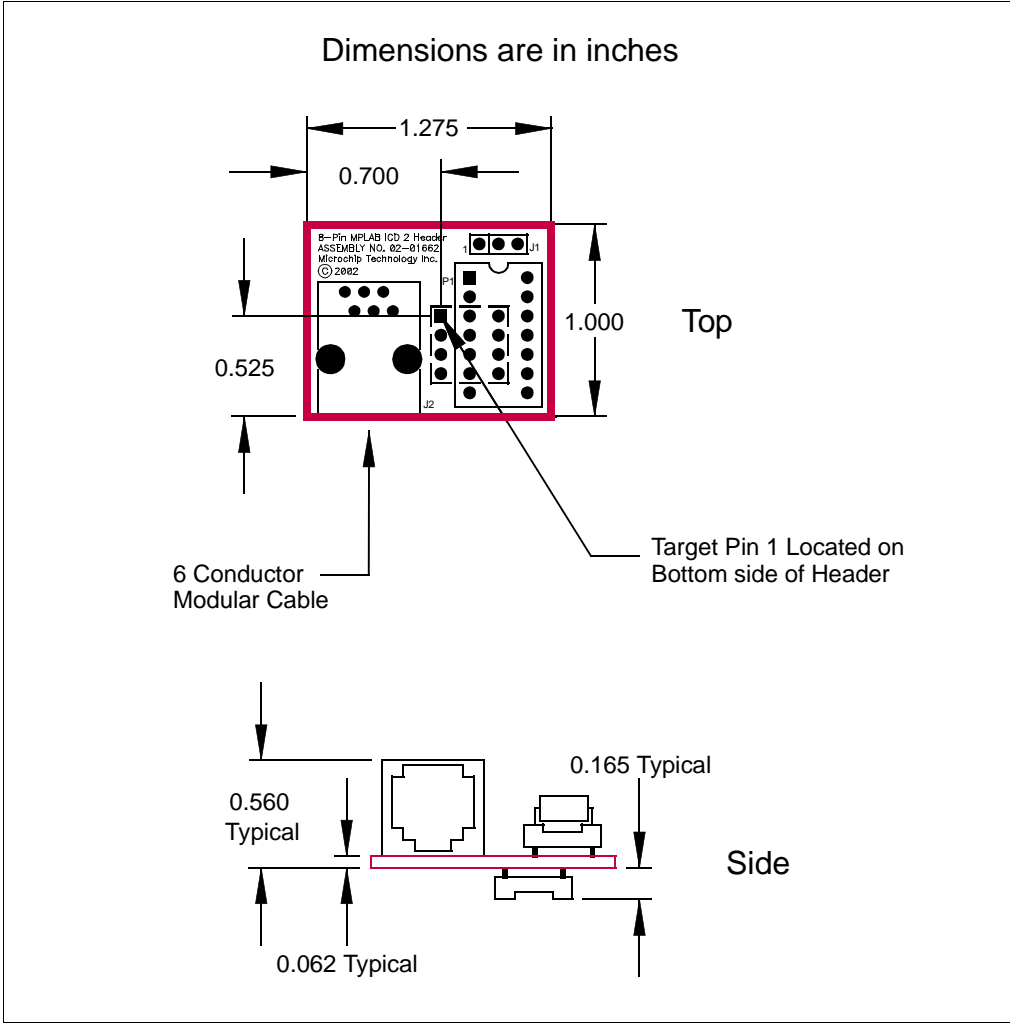 Dimensions are in inches
1.275
0.700
8-Pin MPLAB ICD 2 Header
ASSEMBLY NO. 02-01662
Microchip Technology Inc.
© 2002
1
J1
P1
1.000
Top
0.525
J2
6 Conductor
Modular Cable
Target Pin 1 Located on
Bottom side of Header
0.165 Typical
0.560
Typical
Side
0.062 Typical